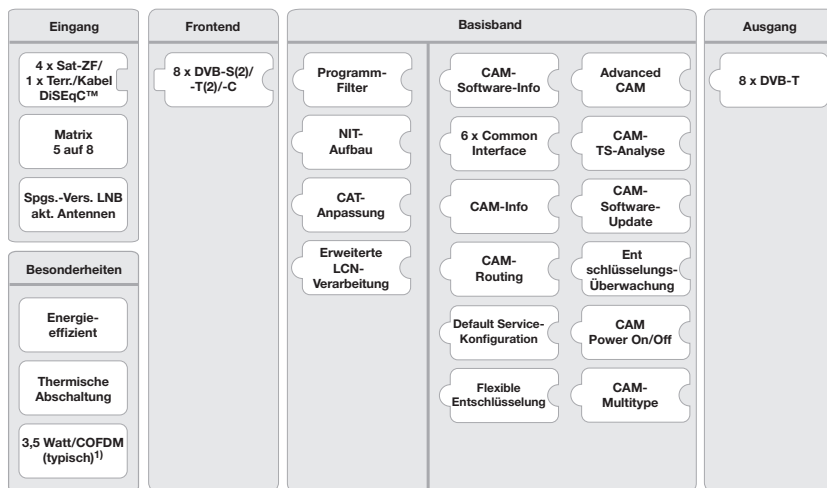 Eingang
4 x Sat-ZF/
1 x Terr./Kabel
DiSEqC™
Matrix
5 auf 8
Spgs.-Vers. LNB
akt. Antennen
Besonderheiten
Energie-
effizient
Thermische
Abschaltung
3,5 Watt/COFDM
(typisch)1)
Frontend
8 x DVB-S(2)/
-T(2)/-C
Basisband
Programm-
Filter
NIT-
Aufbau
CAT-
Anpassung
Erweiterte
LCN-
Verarbeitung
CAM-
Software-Info
6 x Common
Interface
CAM-Info
CAM-
Routing
Default Service-
Konfiguration
Flexible
Entschlüsselung
Advanced
CAM
CAM-
TS-Analyse
CAM-
Software-
Update
Ent
schlüsselungs-
Überwachung
CAM
Power On/Off
CAM-
Multitype
Ausgang
8 x DVB-T